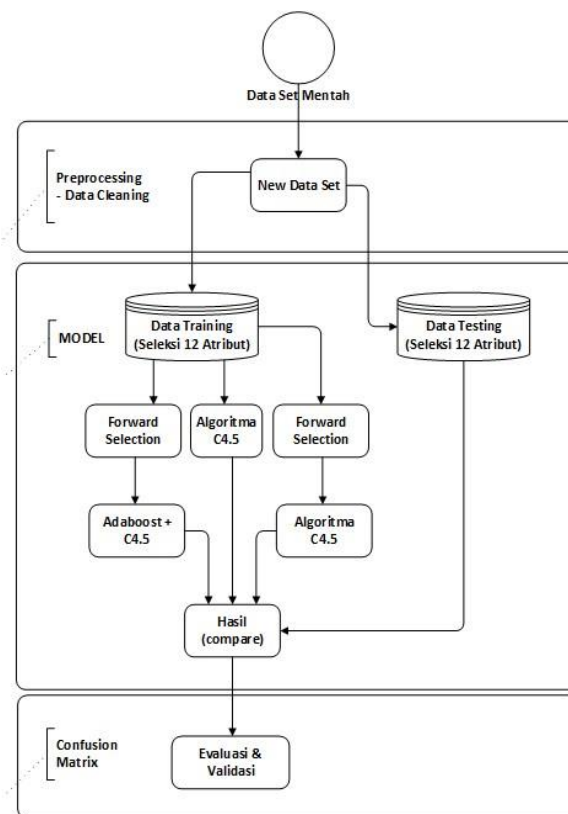 Data Set Mentah
Preprocessing
- Data Cleaning
New Data Set
MODEL
Data Training
(Seleksi 12 Atribut)
Data Testing
(Seleksi 12 Atribut)
Forward
Selection
Algoritma
C4.5
Forward
Selection
Adaboost +
C4.5
Algoritma
C4.5
Hasil
(compare)
Confusion
Matrix
Evaluasi &
Validasi